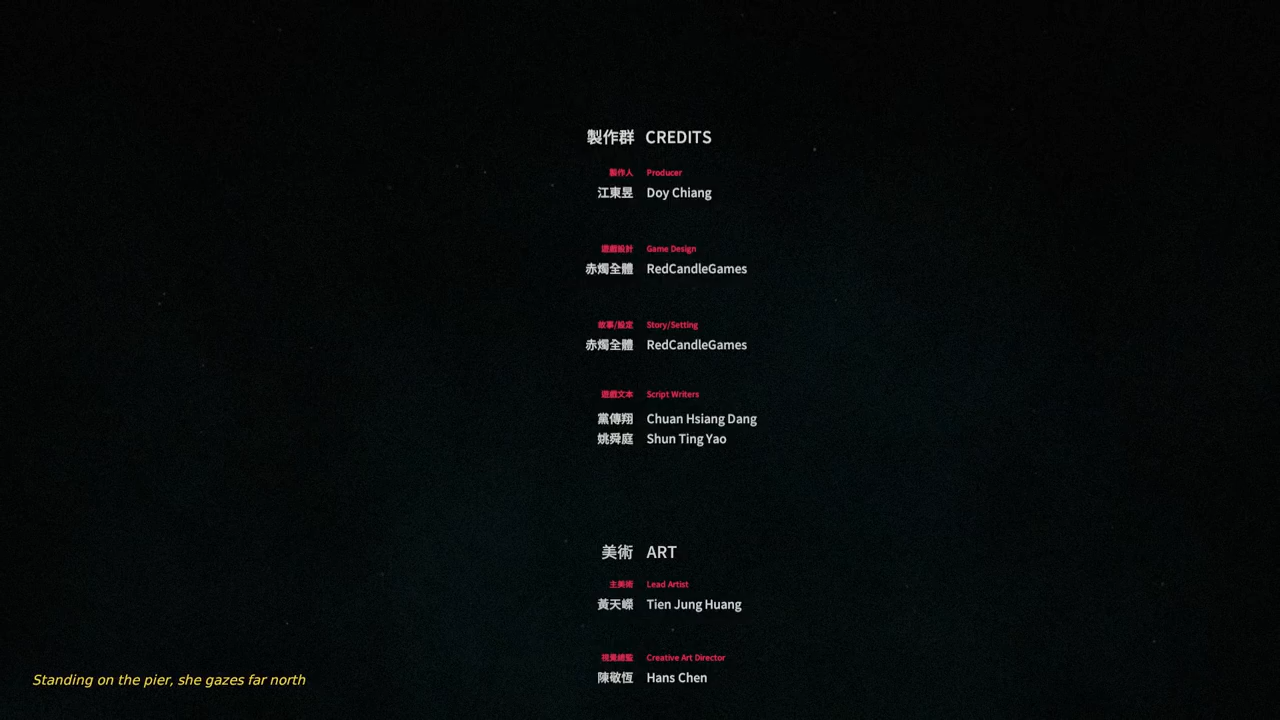 製作群 CREDITS
製作人 Producer
江東昱 Doy Chiang
遊戲設計 Game Design
赤燭全體 RedCandleGames
故事/設定 Story/Setting
赤燭全體 RedCandleGames
遊戲文本 Script Writers
黨傳翔 Chuan Hsiang Dang
姚舜庭 Shun Ting Yao
美術 ART
主美術 Lead Artist
黃天嶸 Tien Jung Huang
視景總監 Creative Art Director
陳敬恆 Hans Chen
Standing on the pier, she gazes far north